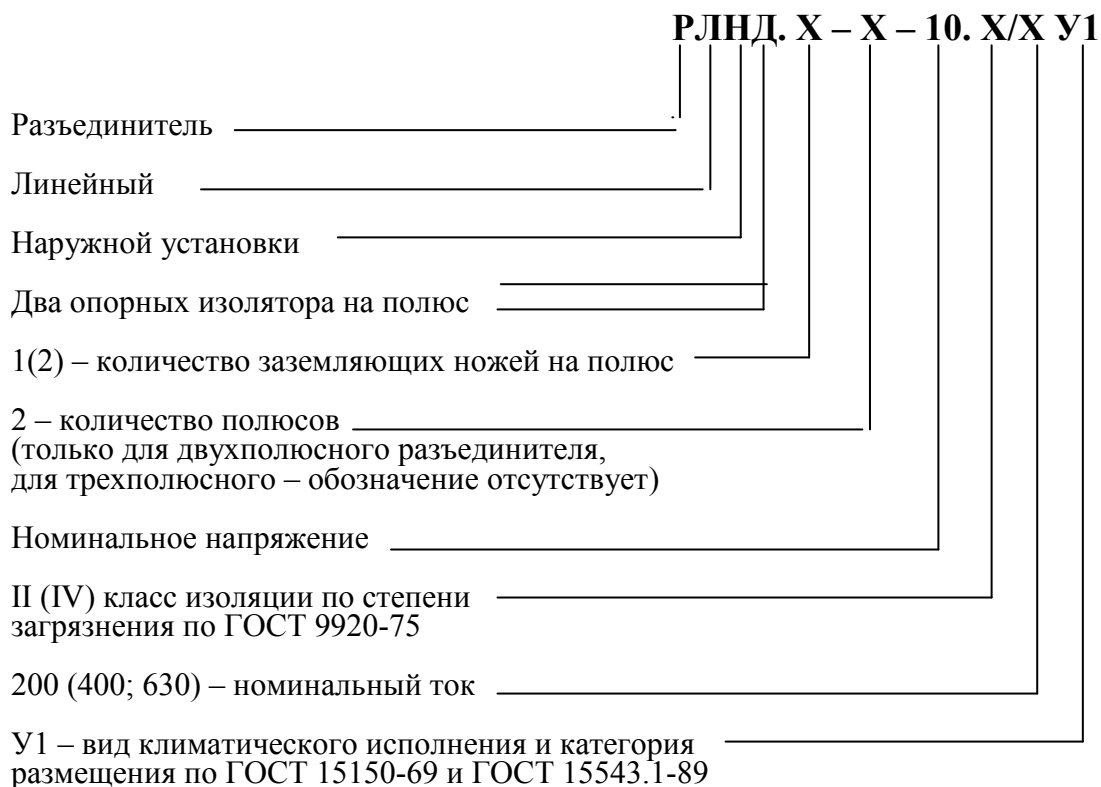 РЛНД. Х – Х – 10. Х/Х У1
Разъединитель
Линейный
Наружной установки
Два опорных изолятора на полюс
1(2) – количество заземляющих ножей на полюс
2 – количество полюсов
(только для двухполюсного разъединителя,
для трехполюсного – обозначение отсутствует)
Номинальное напряжение
II (IV) класс изоляции по степени
загрязнения по ГОСТ 9920-75
200 (400; 630) – номинальный ток
У1 – вид климатического исполнения и категория
размещения по ГОСТ 15150-69 и ГОСТ 15543.1-89